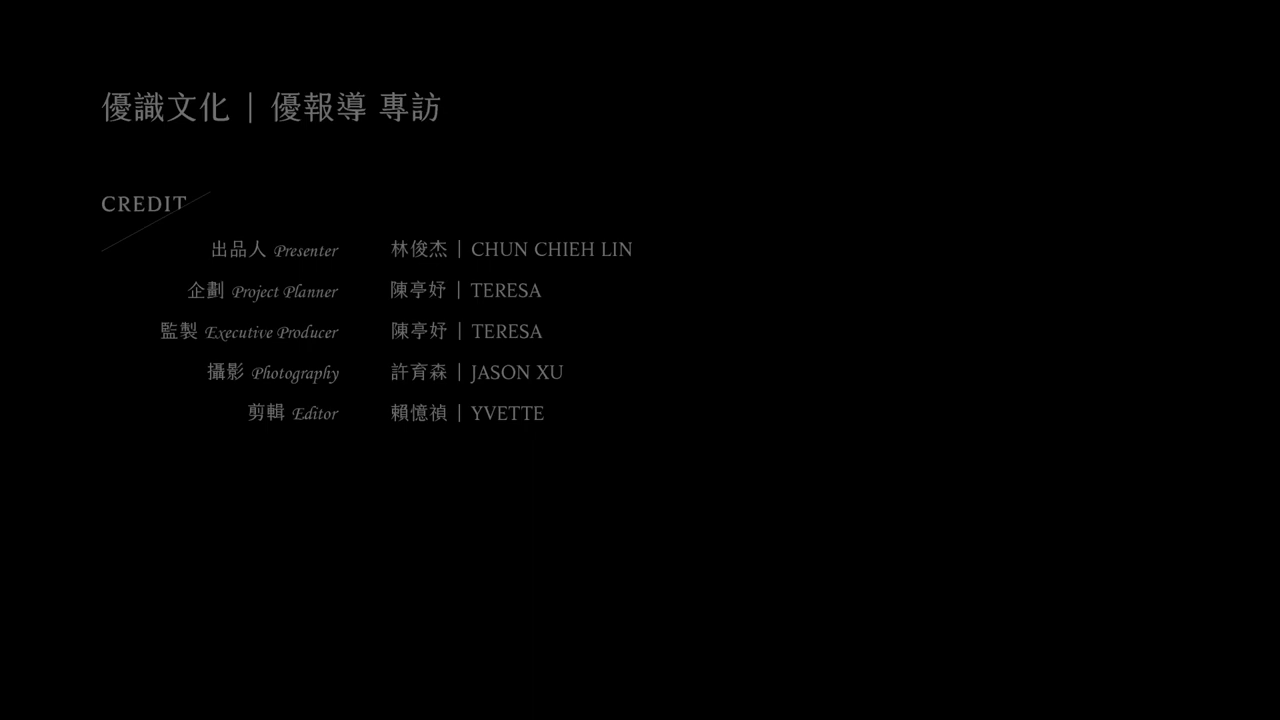 優識文化｜優報導 專訪
CREDIT
出品人 Presenter 林俊杰｜CHUN CHIEH LIN
企劃 Project Planner 陳亭妤｜TERESA
監製 Executive Producer 陳亭妤｜TERESA
攝影 Photography 許育森｜JASON XU
剪輯 Editor 賴憶禎｜YVETTE